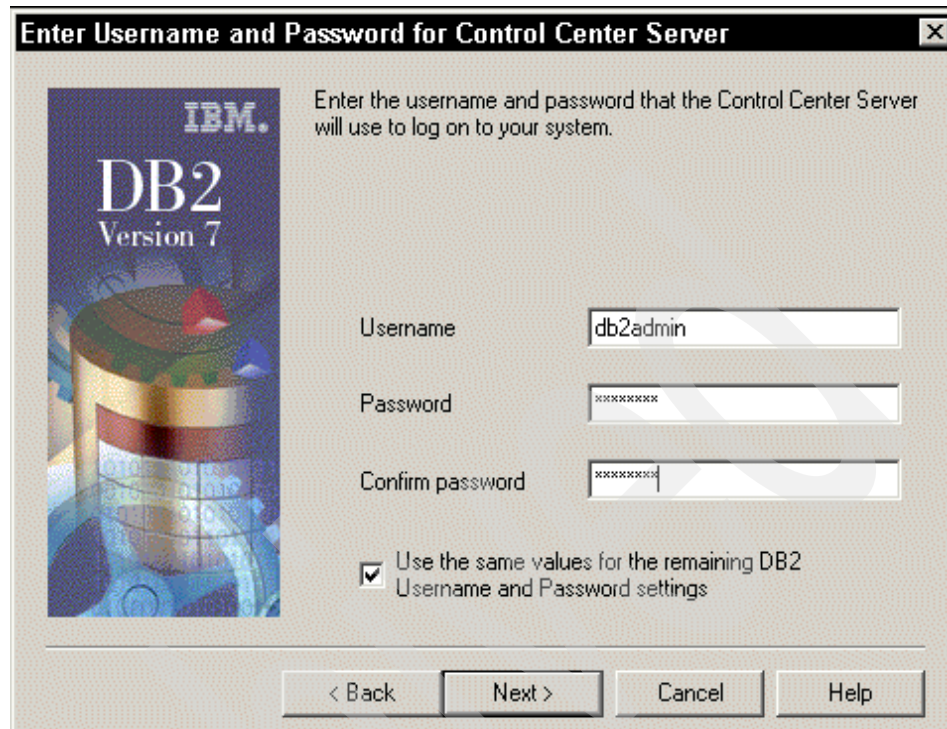 Enter Username and Password for Control Center Server
IBM.
DB2
Version 7
Enter the username and password that the Control Center Server
will use to log on to your system.
Username
db2admin
Password
********
Confirm password
********
Use the same values for the remaining DB2
Username and Password settings
< Back
Next >
Cancel
Help